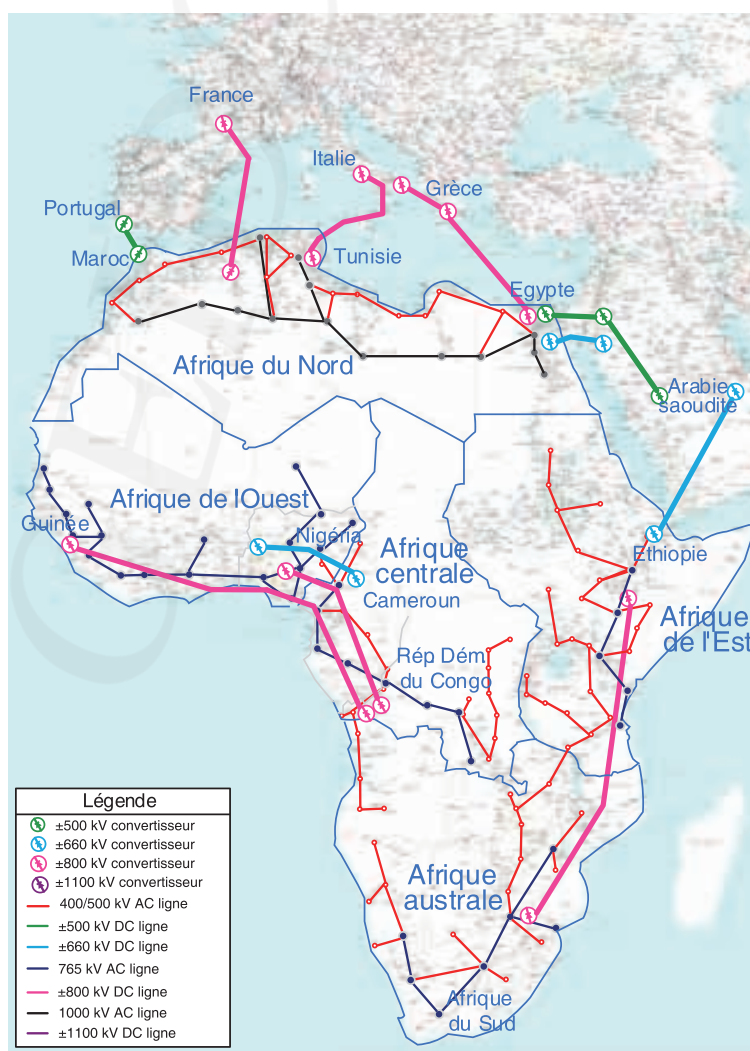 France
Italie
Grèce
Portugal
Maroc
Tunisie
Egypte
Afrique du Nord
Arabie
saoudite
Afrique de l'Ouest
Guinée
Nigéria
Afrique
centrale
Cameroun
Ethiopie
Afrique
de l'Est
Rép Dém.
du Congo
Afrique
australe
Afrique
du Sud
Légende
±500 kV convertisseur
±660 kV convertisseur
±800 kV convertisseur
±1100 kV convertisseur
400/500 kV AC ligne
±500 kV DC ligne
±660 kV DC ligne
765 kV AC ligne
±800 kV DC ligne
1000 kV AC ligne
±1100 kV DC ligne